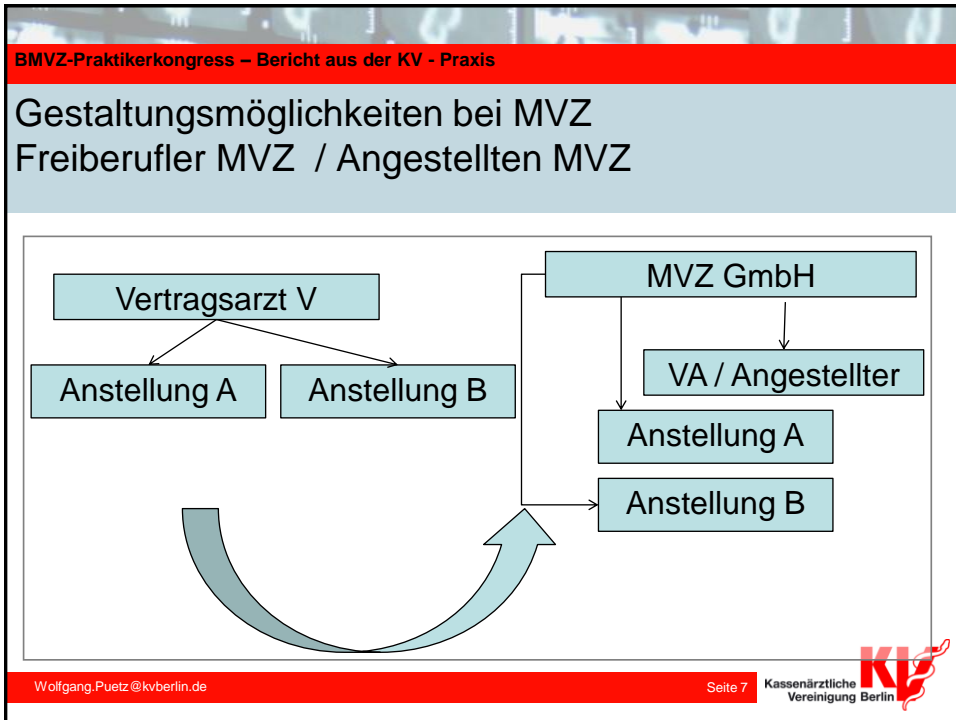 BMVZ-Praktikerkongress – Bericht aus der KV - Praxis
Gestaltungsmöglichkeiten bei MVZ
Freiberufler MVZ / Angestellten MVZ
Vertragsarzt V
Anstellung A
Anstellung B
MVZ GmbH
VA / Angestellter
Anstellung A
Anstellung B
Wolfgang.Puetz@kvberlin.de
Seite 7
Kassenärztliche
Vereinigung Berlin
KV